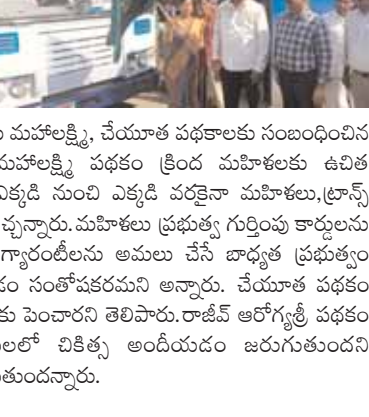 మహాలక్ష్మి, చేయూత పథకాలకు సంబంధించిన
మహాలక్ష్మి పథకం క్రింద మహిళలకు ఉచిత
ఎక్కడి నుంచి ఎక్కడి వరకైనా మహిళలు,ట్రాన్స్
చ్చన్నారు.మహిళలు ప్రభుత్వ గుర్తింపు కార్డులను
గ్యారంటీలను అమలు చేసే బాధ్యత ప్రభుత్వం
డం సంతోషకరమని అన్నారు. చేయూత పథకం
కు పెంచారని తెలిపారు.రాజీవ్ ఆరోగ్యశ్రీ పథకం
లలో చికిత్స అందీయడం జరుగుతుందని
తుందన్నారు.